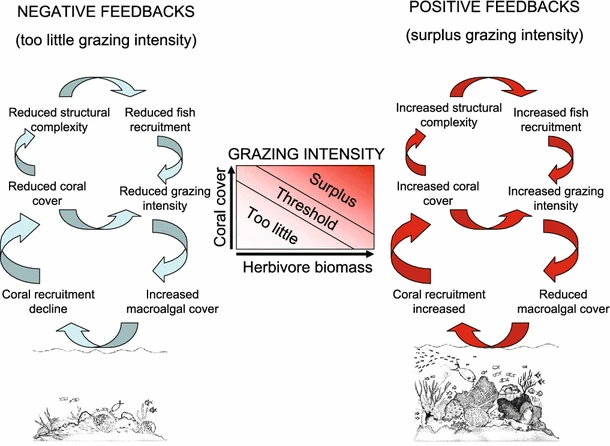 NEGATIVE FEEDBACKS
(too little grazing intensity)
Reduced structural
complexity
Reduced fish
recruitment
Reduced coral
cover
Reduced grazing
intensity
Coral recruitment
decline
Increased
macroalgal cover
GRAZING INTENSITY
Coral cover
Surplus
Threshold
Too little
Herbivore biomass
POSITIVE FEEDBACKS
(surplus grazing intensity)
Increased structural
complexity
Increased fish
recruitment
Increased coral
cover
Increased grazing
intensity
Coral recruitment
increased
Reduced
macroalgal cover